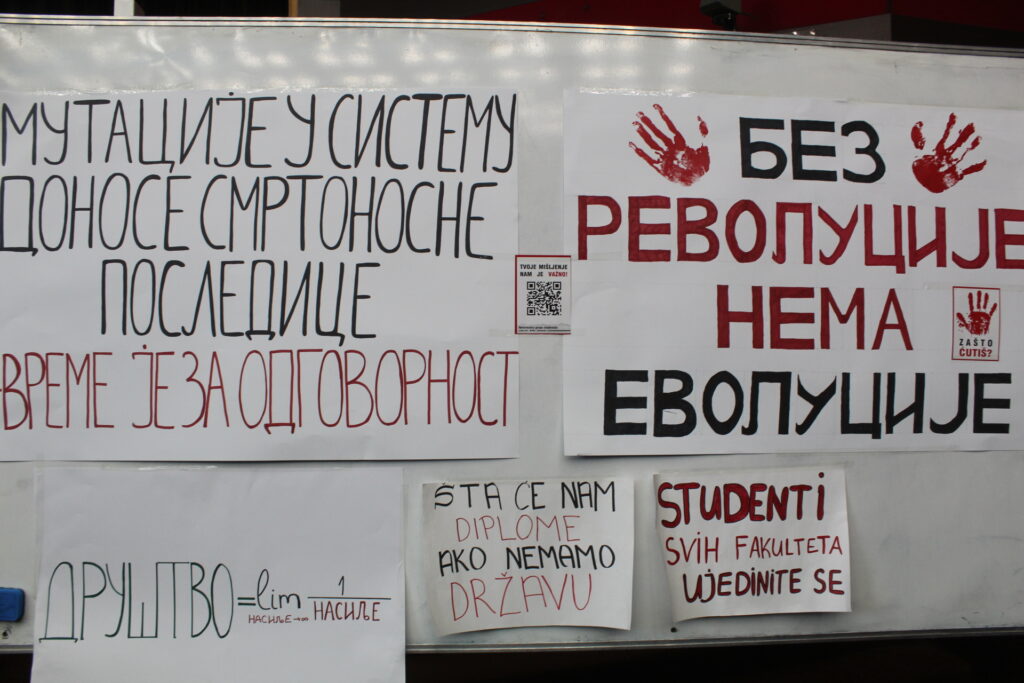 МУТАЦИЈЕ У СИСТЕМУ
ДОНОСЕ СМРТОНОСНЕ
ПОСЛЕДИЦЕ
ВРЕМЕ ЈЕ ЗА ОДГОВОРНОСТ
TVOJE MIŠLJENJE
NAM JE VAŽNO!
БЕЗ
РЕВОЛУЦИЈЕ
НЕМА
ЕВОЛУЦИЈЕ
ZAŠTO
ĆUTIŠ?
ДРУШТВО = lim 1
НАСИЉЕ→∞ НАСИЉЕ
ŠTA ĆE NAM
DIPLOME
AKO NEMAMO
DRŽAVU
STUDENTI
SVIH FAKULTETA
UJEDINITE SE